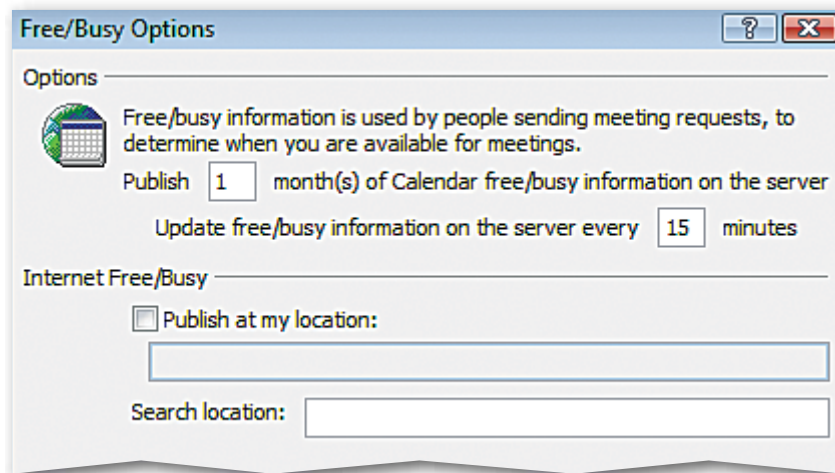 Free/Busy Options
Options
Free/busy information is used by people sending meeting requests, to
determine when you are available for meetings.
Publish 1 month(s) of Calendar free/busy information on the server
Update free/busy information on the server every 15 minutes
Internet Free/Busy
Publish at my location:
Search location: